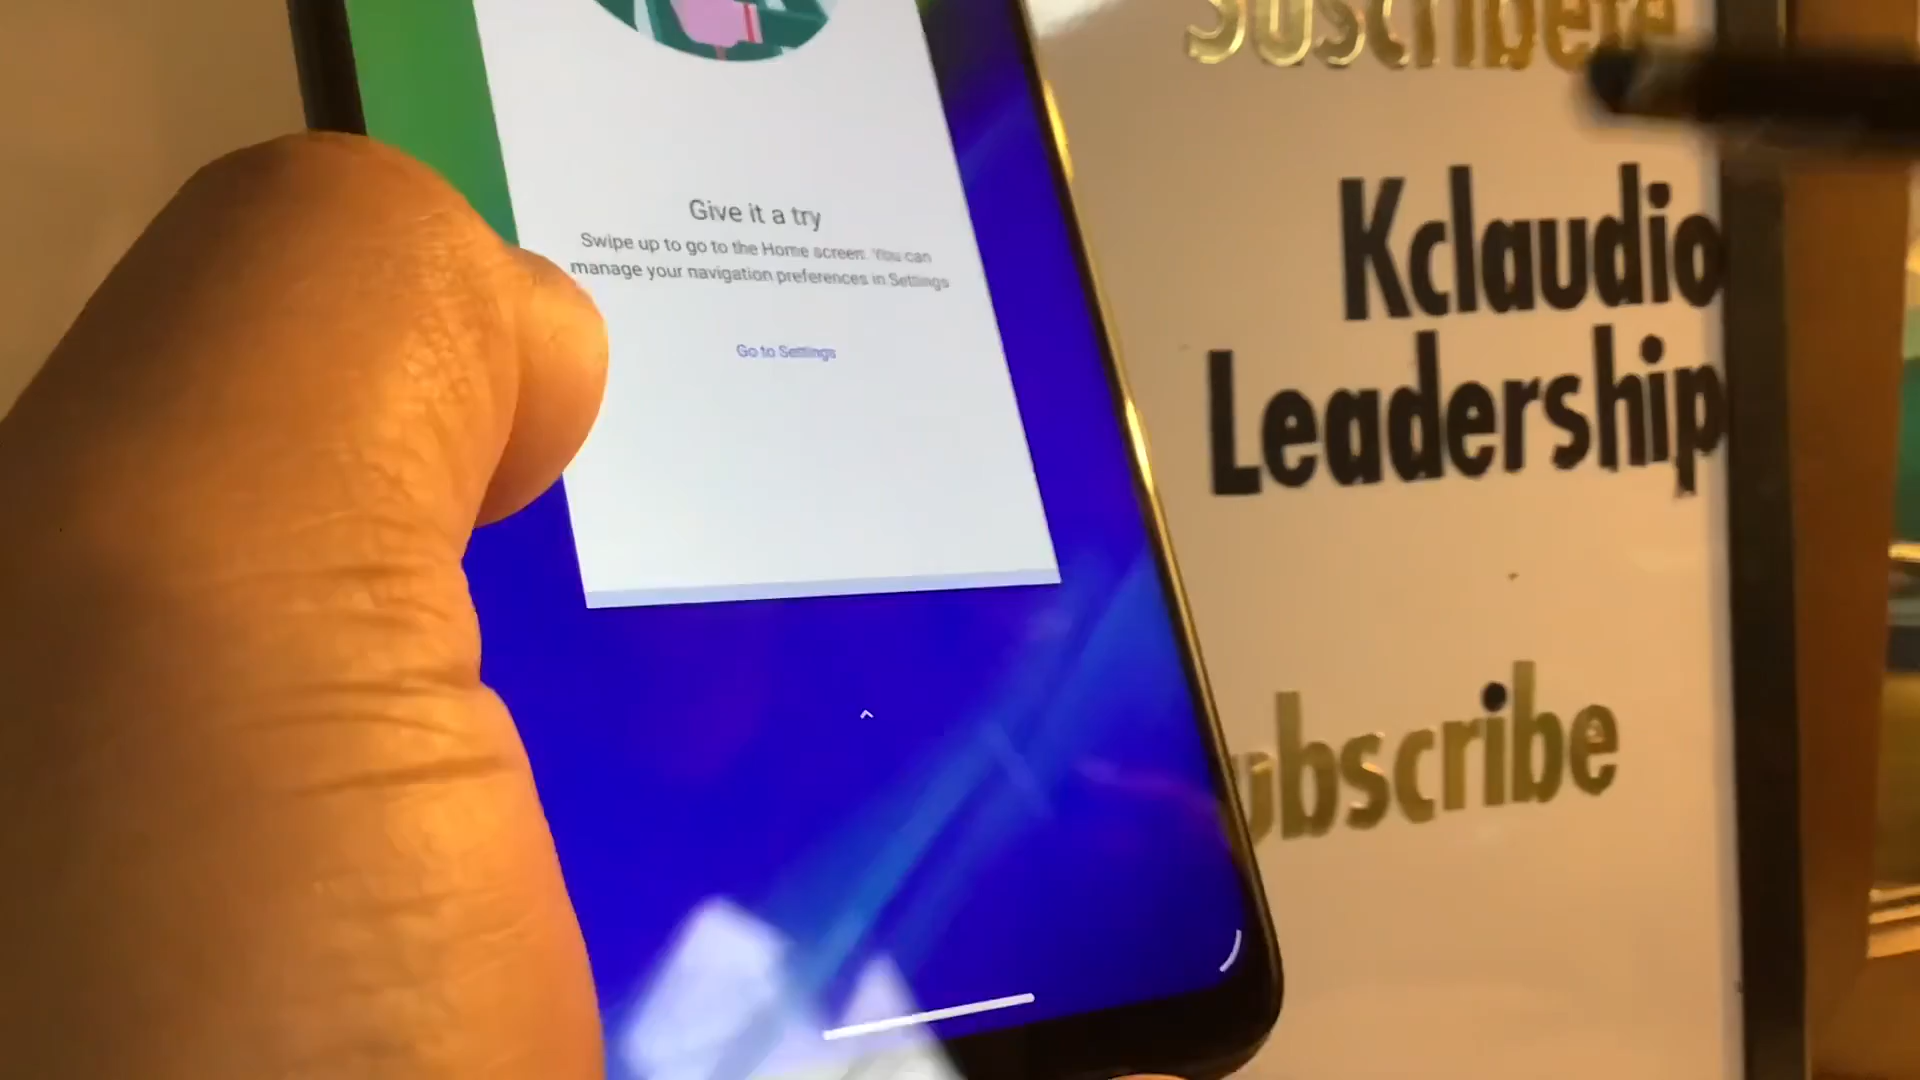 Give it a try
Swipe up to go to the Home screen. You can
manage your navigation preferences in Settings
Go to Settings
Suscribete
Kclaudio
Leadership
ubscribe